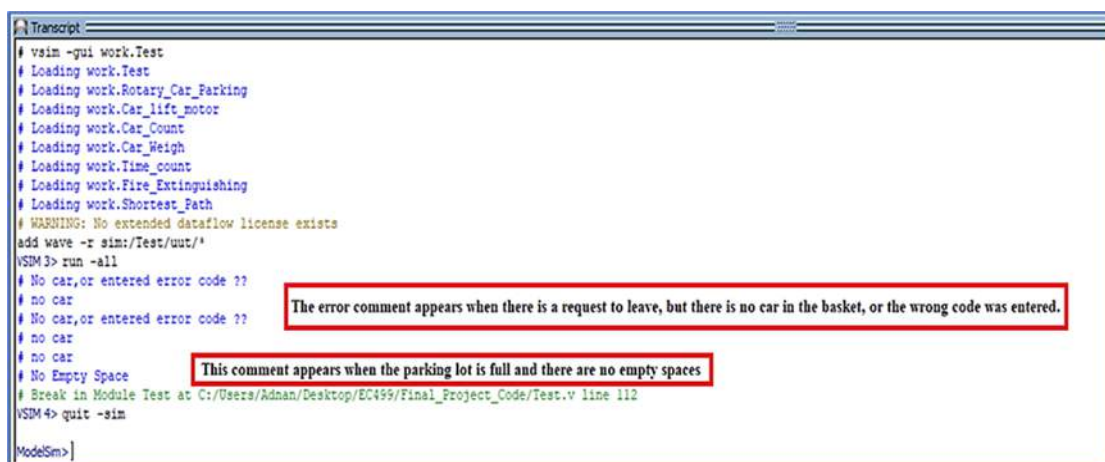 Transcript
# vsim -gui work.Test
# Loading work.Test
# Loading work.Rotary_Car_Parking
# Loading work.Car_lift_motor
# Loading work.Car_Count
# Loading work.Car_Weigh
# Loading work.Time_count
# Loading work.Fire_Extinguishing
# Loading work.Shortest_Path
# WARNING: No extended dataflow license exists
add wave -r sim:/Test/uut/*
VSIM 3> run -all
# No car,or entered error code ??
# no car
The error comment appears when there is a request to leave, but there is no car in the basket, or the wrong code was entered.
# No car,or entered error code ??
# no car
# no car
# No Empty Space
This comment appears when the parking lot is full and there are no empty spaces
# Break in Module Test at C:/Users/Adnan/Desktop/EC499/Final_Project_Code/Test.v line 112
VSIM 4> quit -sim
ModelSim>